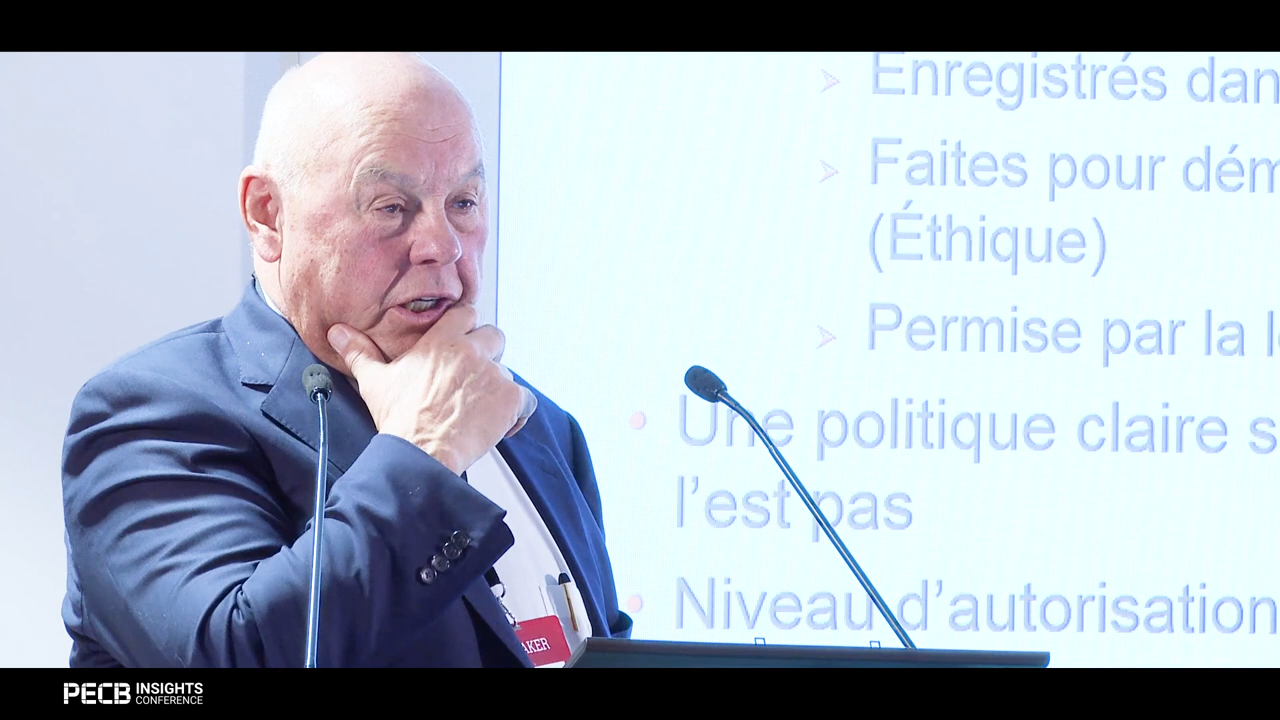 Enregistrés dan
Faites pour dém
(Éthique)
Permise par la l
Une politique claire s
l'est pas
Niveau d'autorisation
AKER
PECB INSIGHTS
CONFERENCE